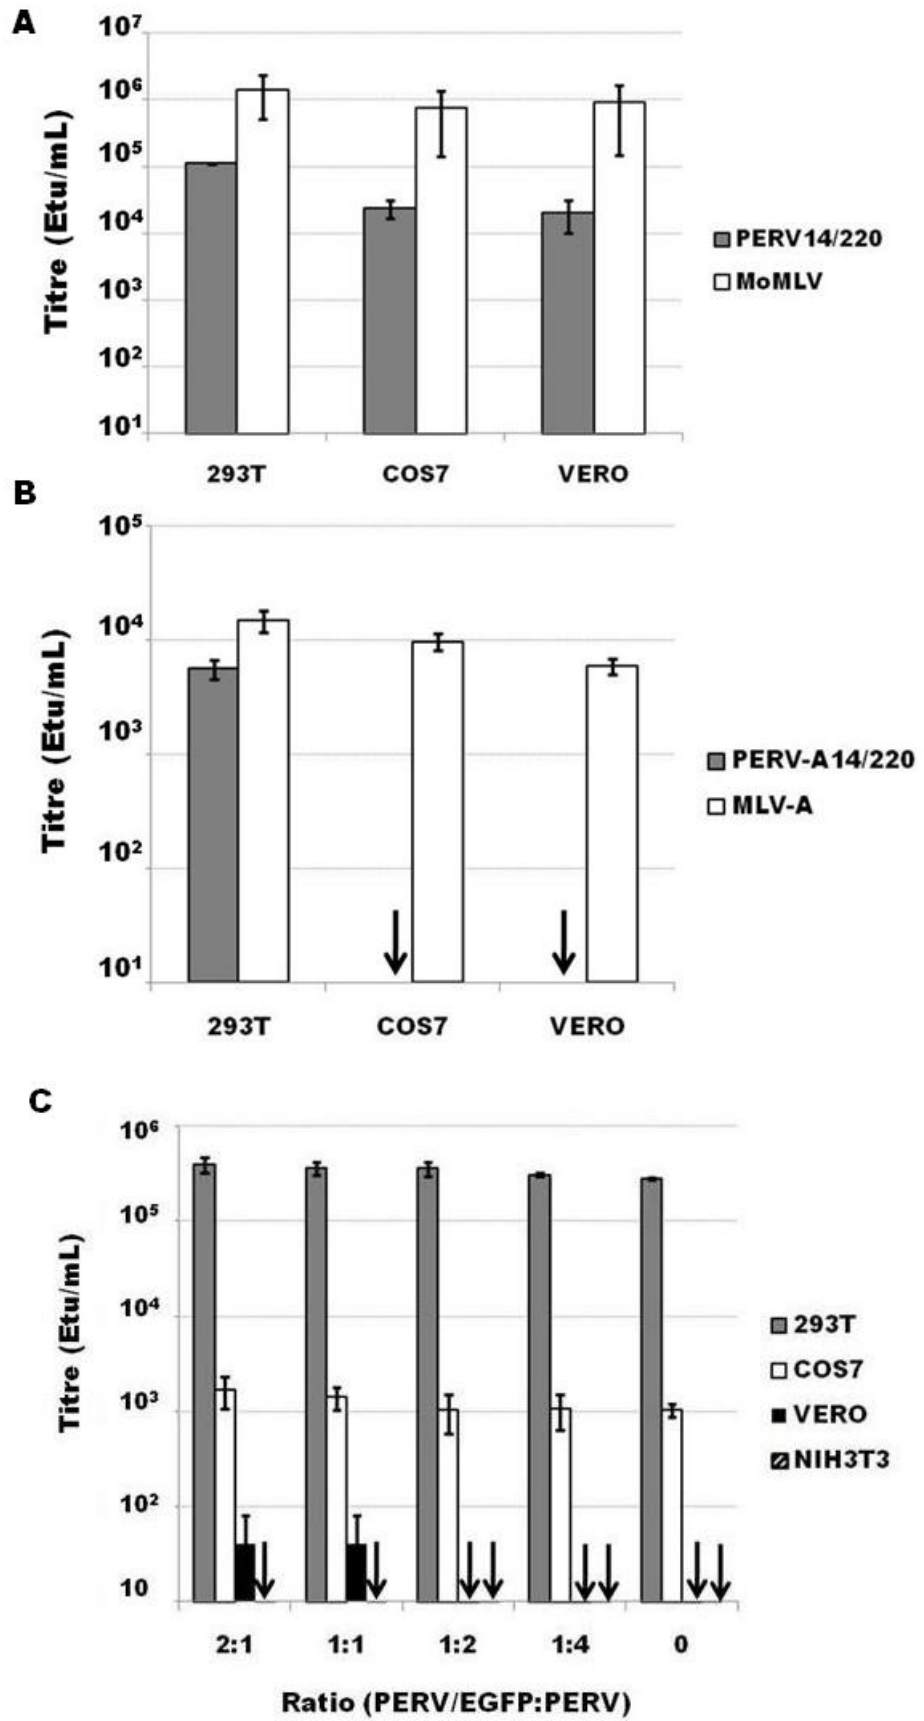 A
10⁷
10⁶
10⁵
10⁴
10³
10²
10¹
Titre (Etu/mL)
293T COS7 VERO
PERV14/220
MoMLV
B
10⁵
10⁴
10³
10²
10¹
Titre (Etu/mL)
293T COS7 VERO
PERV-A14/220
MLV-A
C
10⁶
10⁵
10⁴
10³
10²
10
Titre (Etu/mL)
2:1 1:1 1:2 1:4 0
Ratio (PERV/EGFP:PERV)
293T
COS7
VERO
NIH3T3